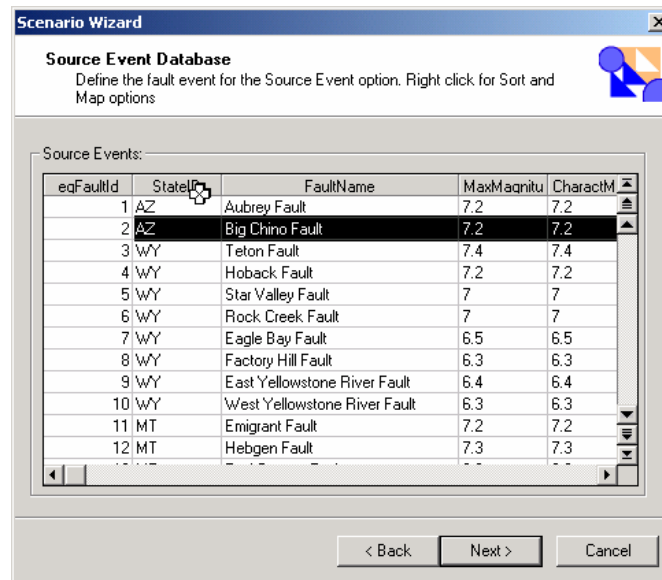 Scenario Wizard
Source Event Database
Define the fault event for the Source Event option. Right click for Sort and
Map options
Source Events:
eqFaultId StateID FaultName MaxMagnitu CharactM
1 AZ Aubrey Fault 7.2 7.2
2 AZ Big Chino Fault 7.2 7.2
3 WY Teton Fault 7.4 7.4
4 WY Hoback Fault 7.2 7.2
5 WY Star Valley Fault 7 7
6 WY Rock Creek Fault 7 7
7 WY Eagle Bay Fault 6.5 6.5
8 WY Factory Hill Fault 6.3 6.3
9 WY East Yellowstone River Fault 6.4 6.4
10 WY West Yellowstone River Fault 6.3 6.3
11 MT Emigrant Fault 7.2 7.2
12 MT Hebgen Fault 7.3 7.3
< Back Next > Cancel